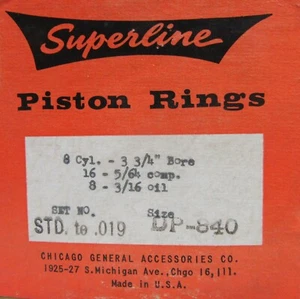 Superline
Piston Rings
8 Cyl. - 3 3/4" Bore
16 - 5/64 comp.
8 - 3/16 oil
SET NO. Size
STD. to .019 DP-840
CHICAGO GENERAL ACCESSORIES CO.
1925-27 S.Michigan Ave.,Chgo 16,Ill.
Made in U.S.A.